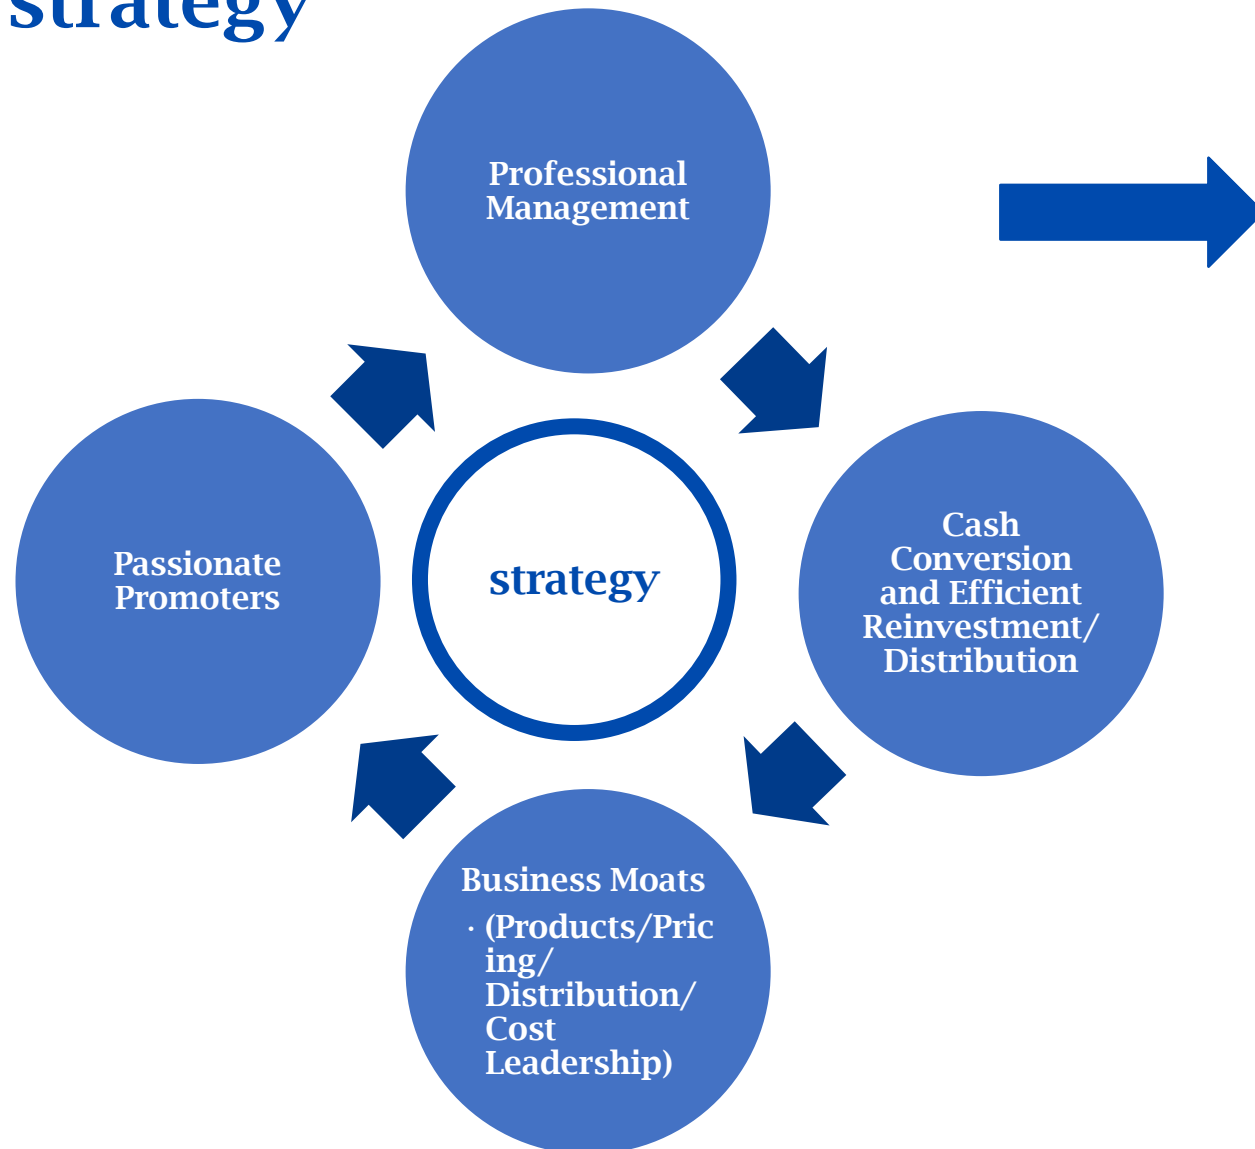 strategy
Professional
Management
Passionate
Promoters
strategy
Cash
Conversion
and Efficient
Reinvestment/
Distribution
Business Moats
· (Products/Pric
ing/
Distribution/
Cost
Leadership)